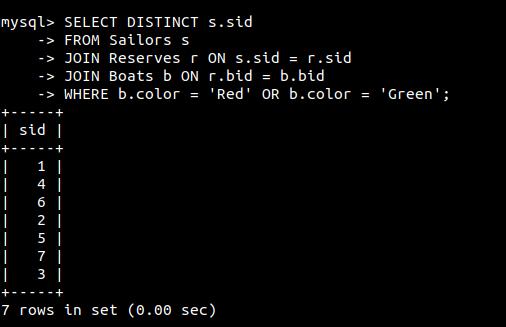 mysql> SELECT DISTINCT s.sid
    -> FROM Sailors s
    -> JOIN Reserves r ON s.sid = r.sid
    -> JOIN Boats b ON r.bid = b.bid
    -> WHERE b.color = 'Red' OR b.color = 'Green';
+-----+
| sid |
+-----+
|   1 |
|   4 |
|   6 |
|   2 |
|   5 |
|   7 |
|   3 |
+-----+
7 rows in set (0.00 sec)